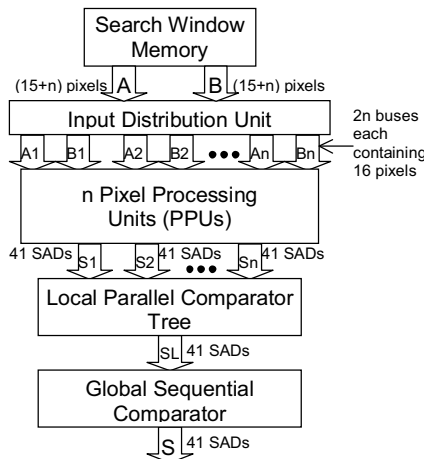 Search Window
Memory
(15+n) pixels A B (15+n) pixels
Input Distribution Unit
2n buses
each
containing
16 pixels
A1 B1 A2 B2 ●●● An Bn
n Pixel Processing
Units (PPUs)
41 SADs S1 S2 41 SADs ●●● Sn 41 SADs
Local Parallel Comparator
Tree
SL 41 SADs
Global Sequential
Comparator
S 41 SADs